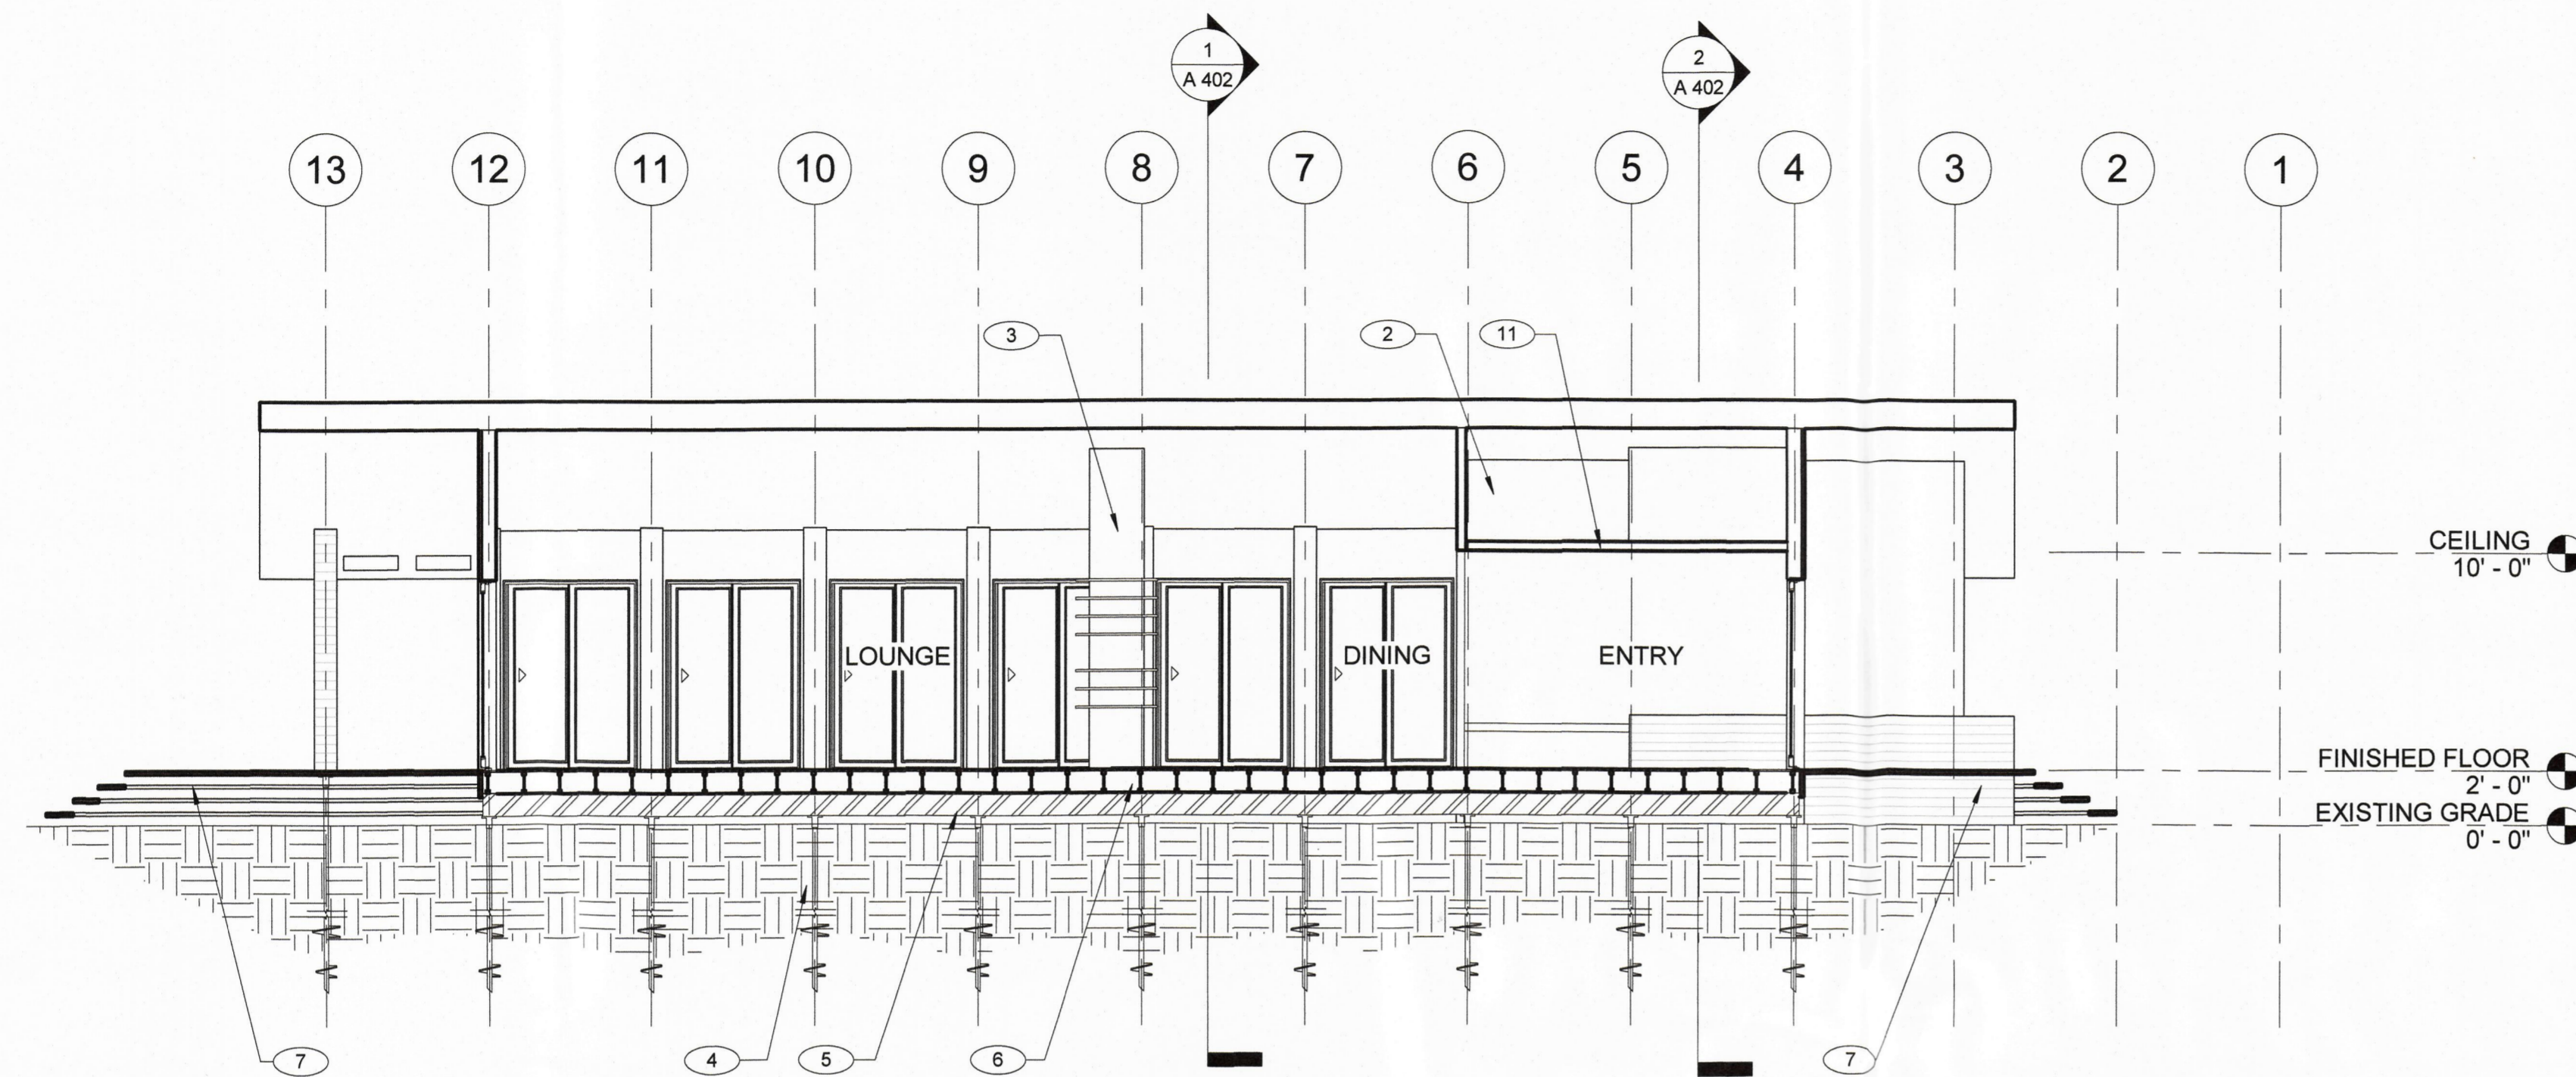 1
A 402
2
A 402
13 12 11 10 9 8 7 6 5 4 3 2 1
3 2 11
CEILING
10' - 0"
LOUNGE DINING ENTRY
FINISHED FLOOR
2' - 0"
EXISTING GRADE
0' - 0"
7 4 5 6 7